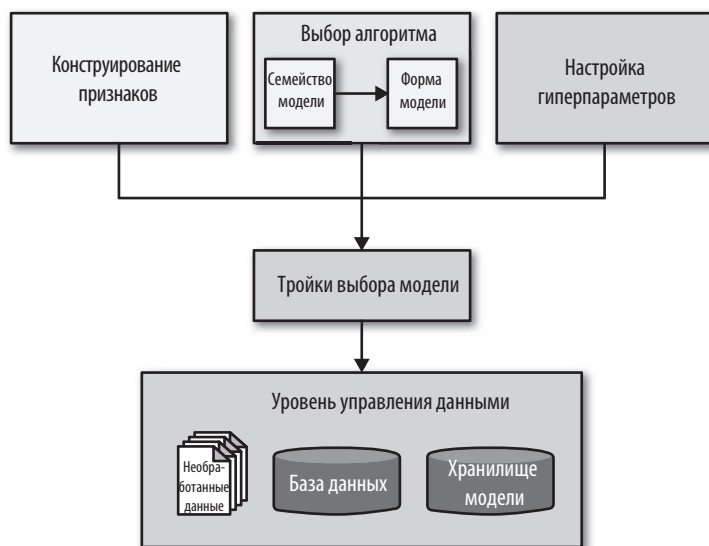 Конструирование
признаков
Выбор алгоритма
Семейство
модели
Форма
модели
Настройка
гиперпараметров
Тройки выбора модели
Уровень управления данными
Необра-
ботанные
данные
База данных
Хранилище
модели